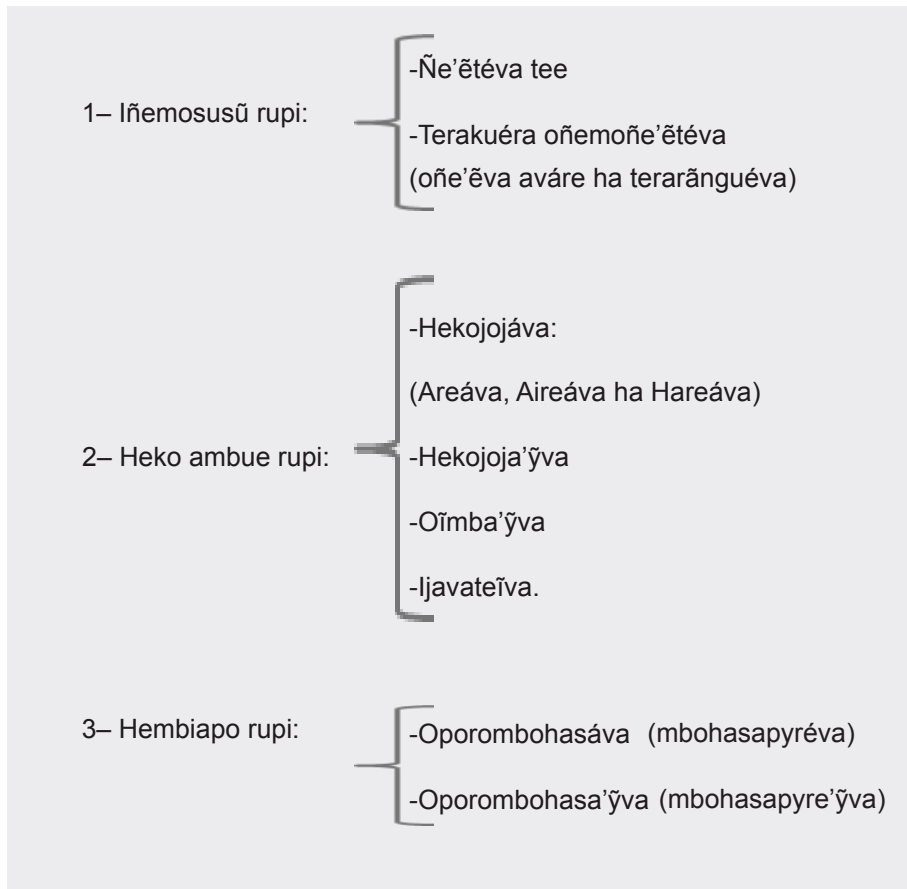 1– Iñemosusũ rupi:
-Ñe’ẽtéva tee
-Terakuéra oñemoñe’ẽtéva
(oñe’ẽva aváre ha terarãnguéva)
2– Heko ambue rupi:
-Hekojojáva:
(Areáva, Aireáva ha Hareáva)
-Hekojoja’ỹva
-Oĩmba’ỹva
-Ijavateĩva.
3– Hembiapo rupi:
-Oporombohasáva (mbohasapyréva)
-Oporombohasa’ỹva (mbohasapyre’ỹva)